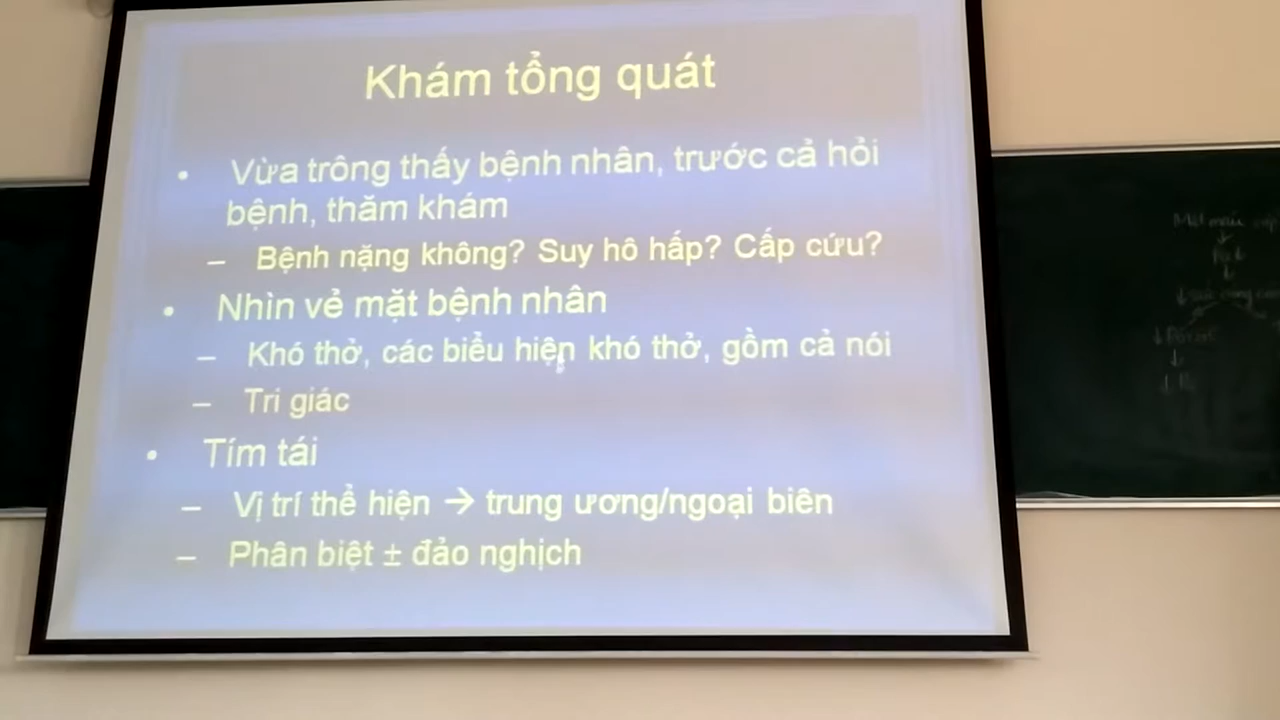 Khám tổng quát
• Vừa trông thấy bệnh nhân, trước cả hỏi
bệnh, thăm khám
– Bệnh nặng không? Suy hô hấp? Cấp cứu?
• Nhìn vẻ mặt bệnh nhân
– Khó thở, các biểu hiện khó thở, gồm cả nói
– Tri giác
• Tím tái
– Vị trí thể hiện → trung ương/ngoại biên
– Phân biệt ± đảo nghịch